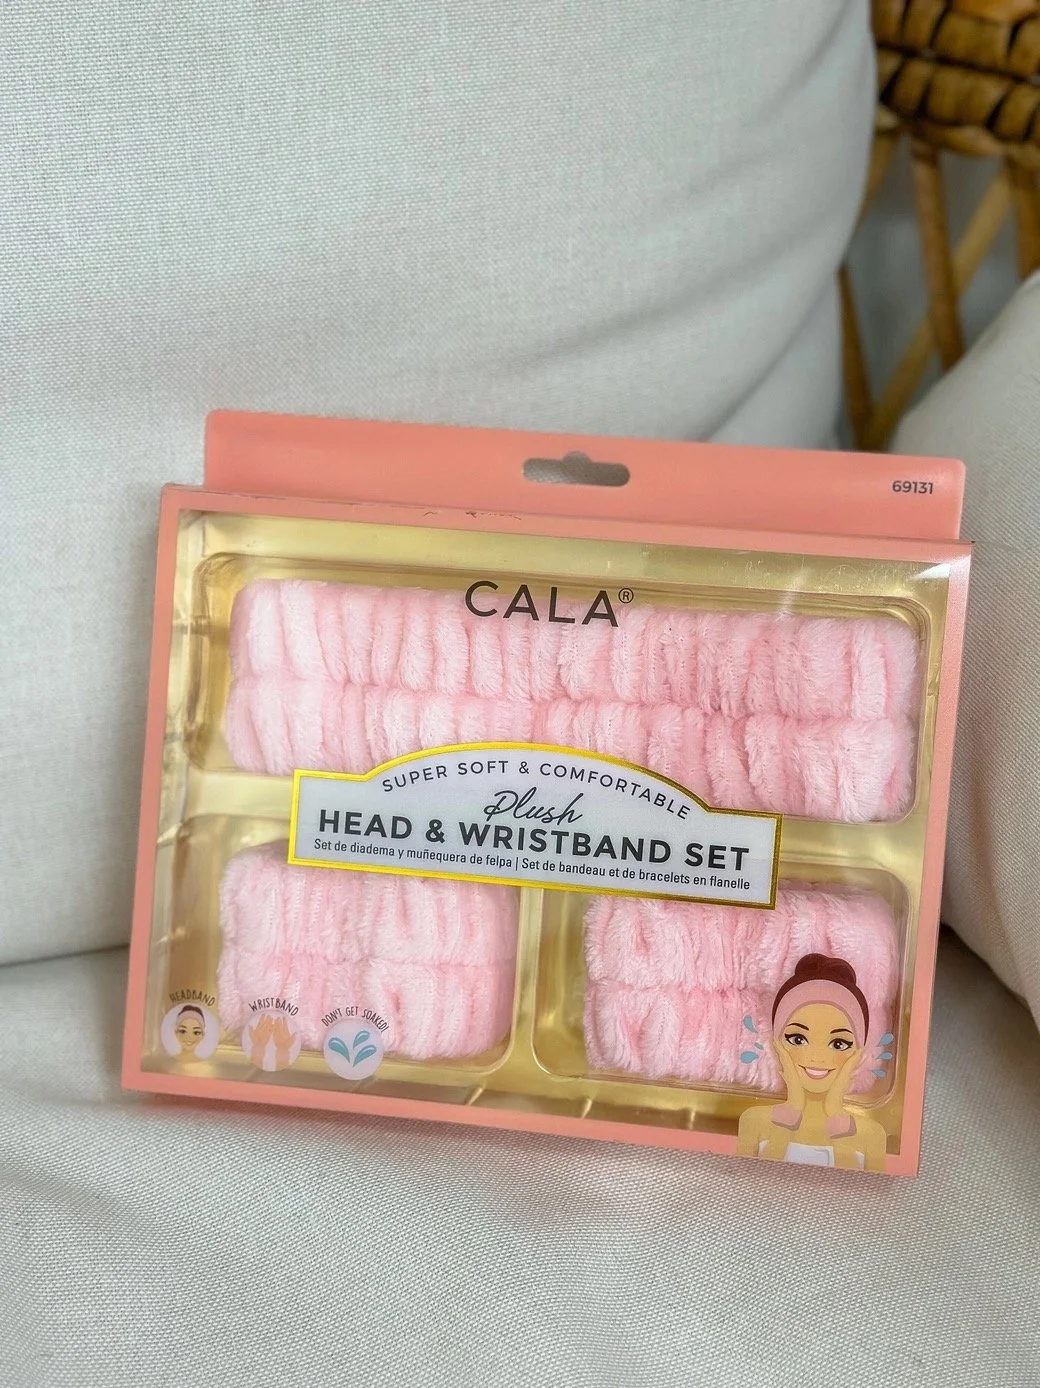 69131
CALA®
SUPER SOFT & COMFORTABLE
Plush
HEAD & WRISTBAND SET
Set de diadema y muñequera de felpa | Set de bandeau et de bracelets en flanelle
HEADBAND
WRISTBAND
DON'T GET SOAKED!